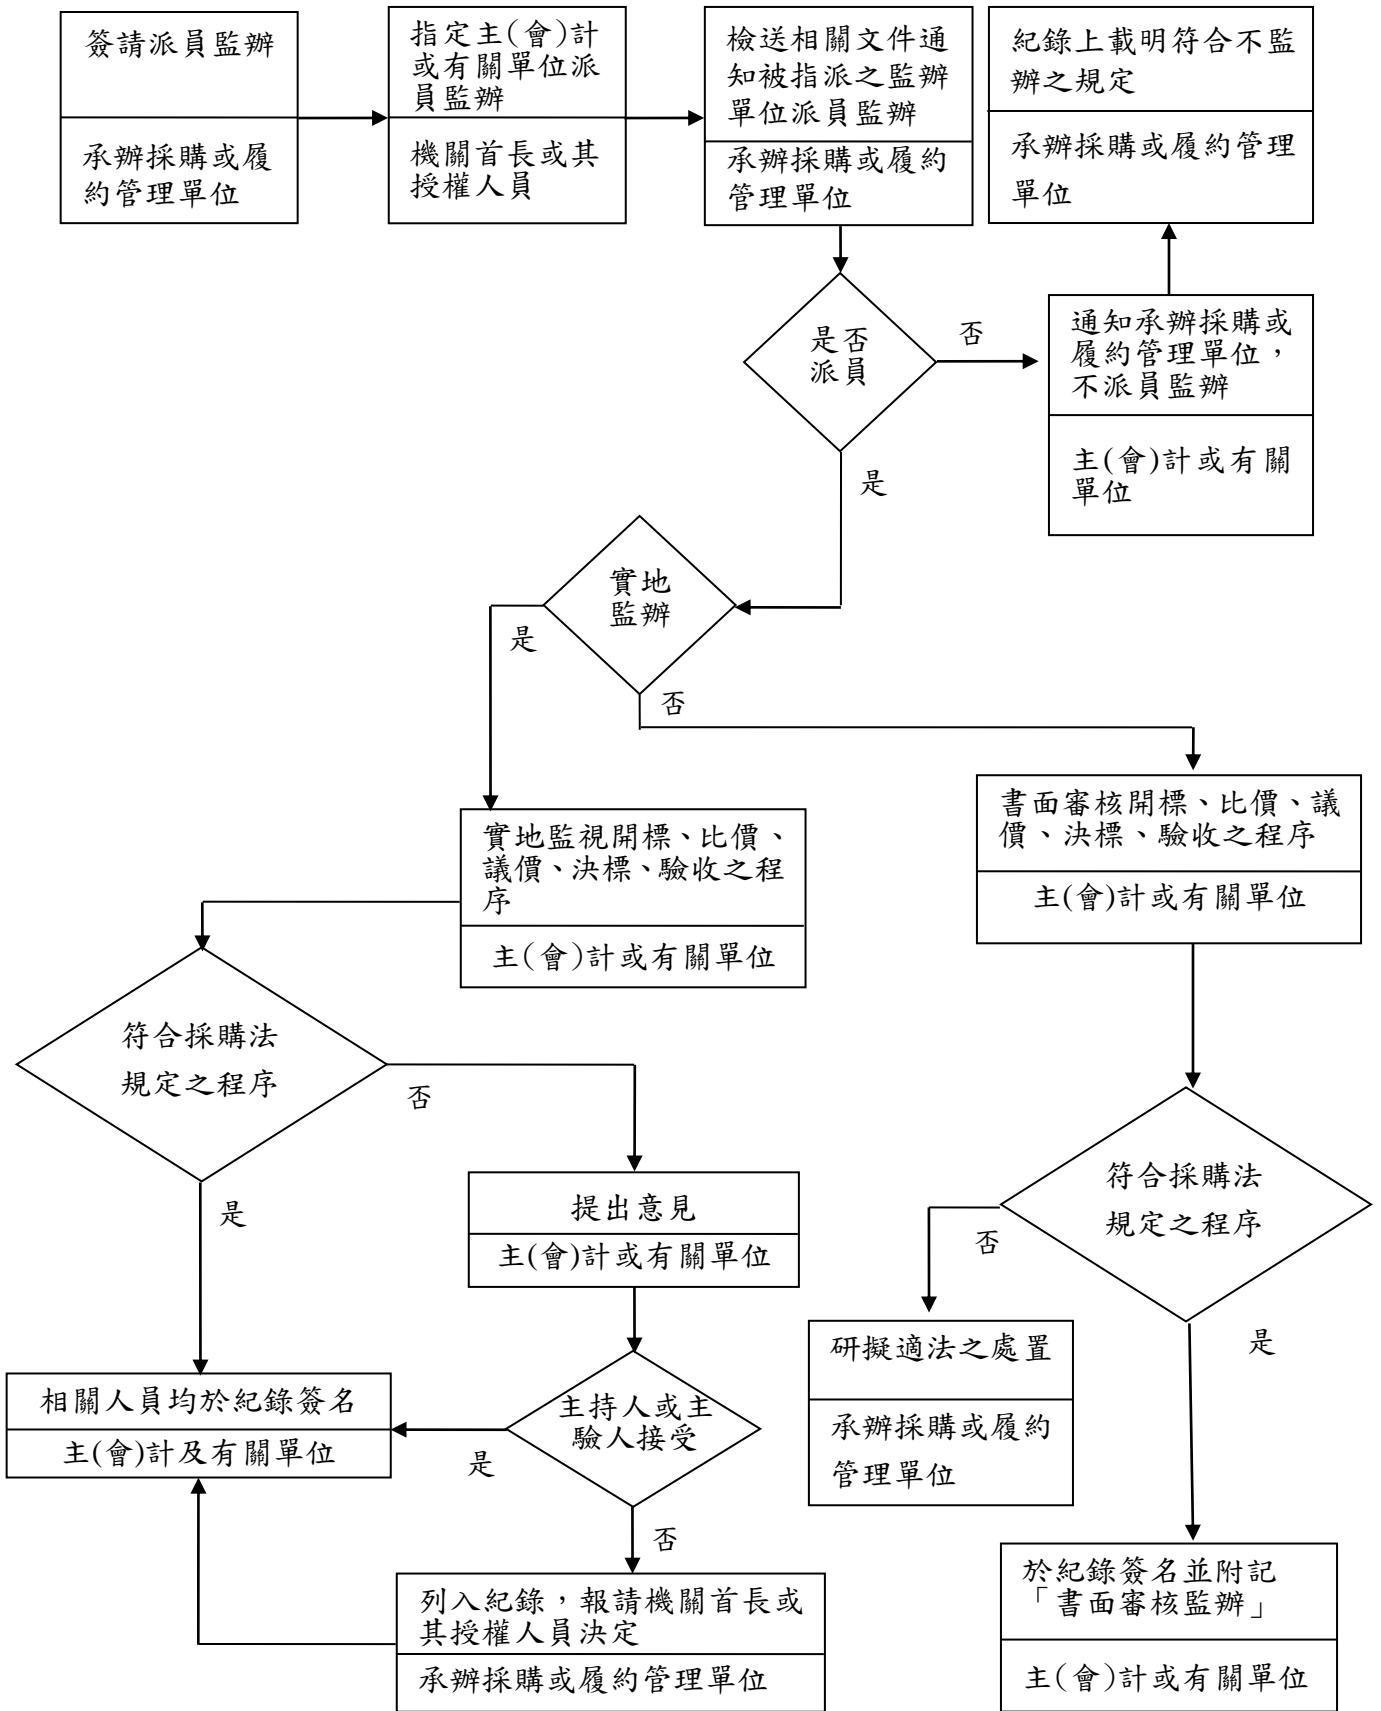 簽請派員監辦
承辦採購或履
約管理單位
指定主(會)計
或有關單位派
員監辦
機關首長或其
授權人員
檢送相關文件通
知被指派之監辦
單位派員監辦
承辦採購或履約
管理單位
紀錄上載明符合不監
辦之規定
承辦採購或履約管理
單位
是否
派員
否
通知承辦採購或
履約管理單位，
不派員監辦
主(會)計或有關
單位
是
實地
監辦
是
否
實地監視開標、比價、
議價、決標、驗收之程
序
主(會)計或有關單位
書面審核開標、比價、議
價、決標、驗收之程序
主(會)計或有關單位
符合採購法
規定之程序
否
是
提出意見
主(會)計或有關單位
符合採購法
規定之程序
否
是
研擬適法之處置
承辦採購或履約
管理單位
相關人員均於紀錄簽名
主(會)計及有關單位
主持人或主
驗人接受
是
否
列入紀錄，報請機關首長或
其授權人員決定
承辦採購或履約管理單位
於紀錄簽名並附記
「書面審核監辦」
主(會)計或有關單位